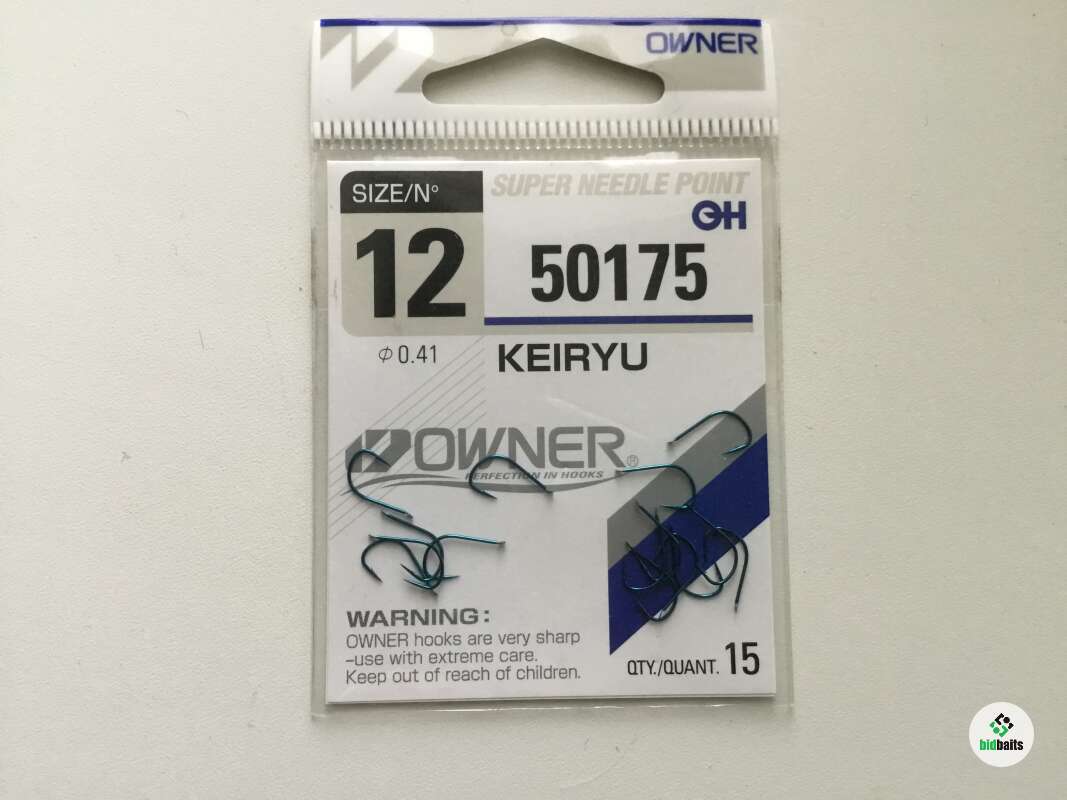 OWNER
SIZE/N°
SUPER NEEDLE POINT
12
50175
Ф 0.41
KEIRYU
OWNER®
PERFECTION IN HOOKS
WARNING:
OWNER hooks are very sharp
–use with extreme care.
Keep out of reach of children.
QTY./QUANT. 15
bidbaits